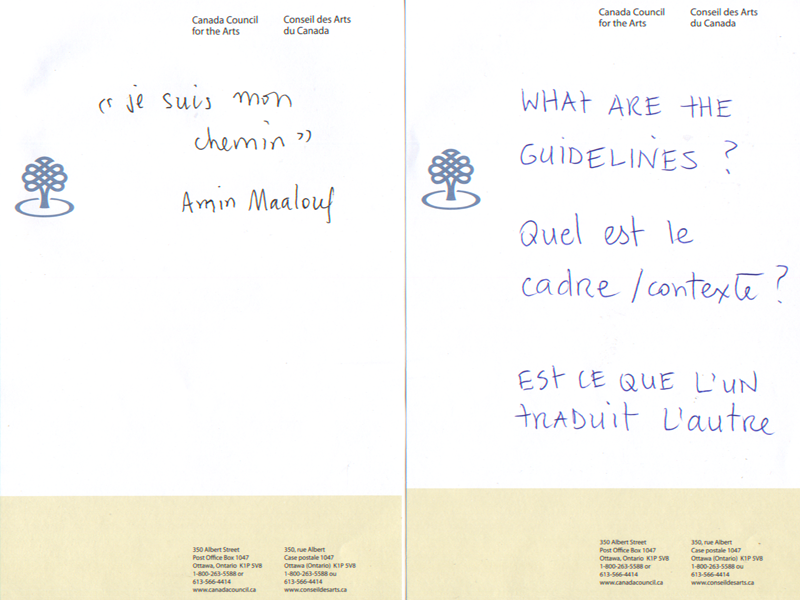 Canada Council
for the Arts
Conseil des Arts
du Canada
“ je suis mon
chemin ”
Amin Maalouf
350 Albert Street
Post Office Box 1047
Ottawa, Ontario K1P 5V8
1-800-263-5588 or
613-566-4414
www.canadacouncil.ca
350, rue Albert
Case postale 1047
Ottawa (Ontario) K1P 5V8
1-800-263-5588 ou
613-566-4414
www.conseildesarts.ca
Canada Council
for the Arts
Conseil des Arts
du Canada
WHAt ARE tHE
GUIDELINES ?
Quel est le
cadre / contexte ?
ESt CE QUE L'UN
tRADuit L'autre
350 Albert Street
Post Office Box 1047
Ottawa, Ontario K1P 5V8
1-800-263-5588 or
613-566-4414
www.canadacouncil.ca
350, rue Albert
Case postale 1047
Ottawa (Ontario) K1P 5V8
1-800-263-5588 ou
613-566-4414
www.conseildesarts.ca